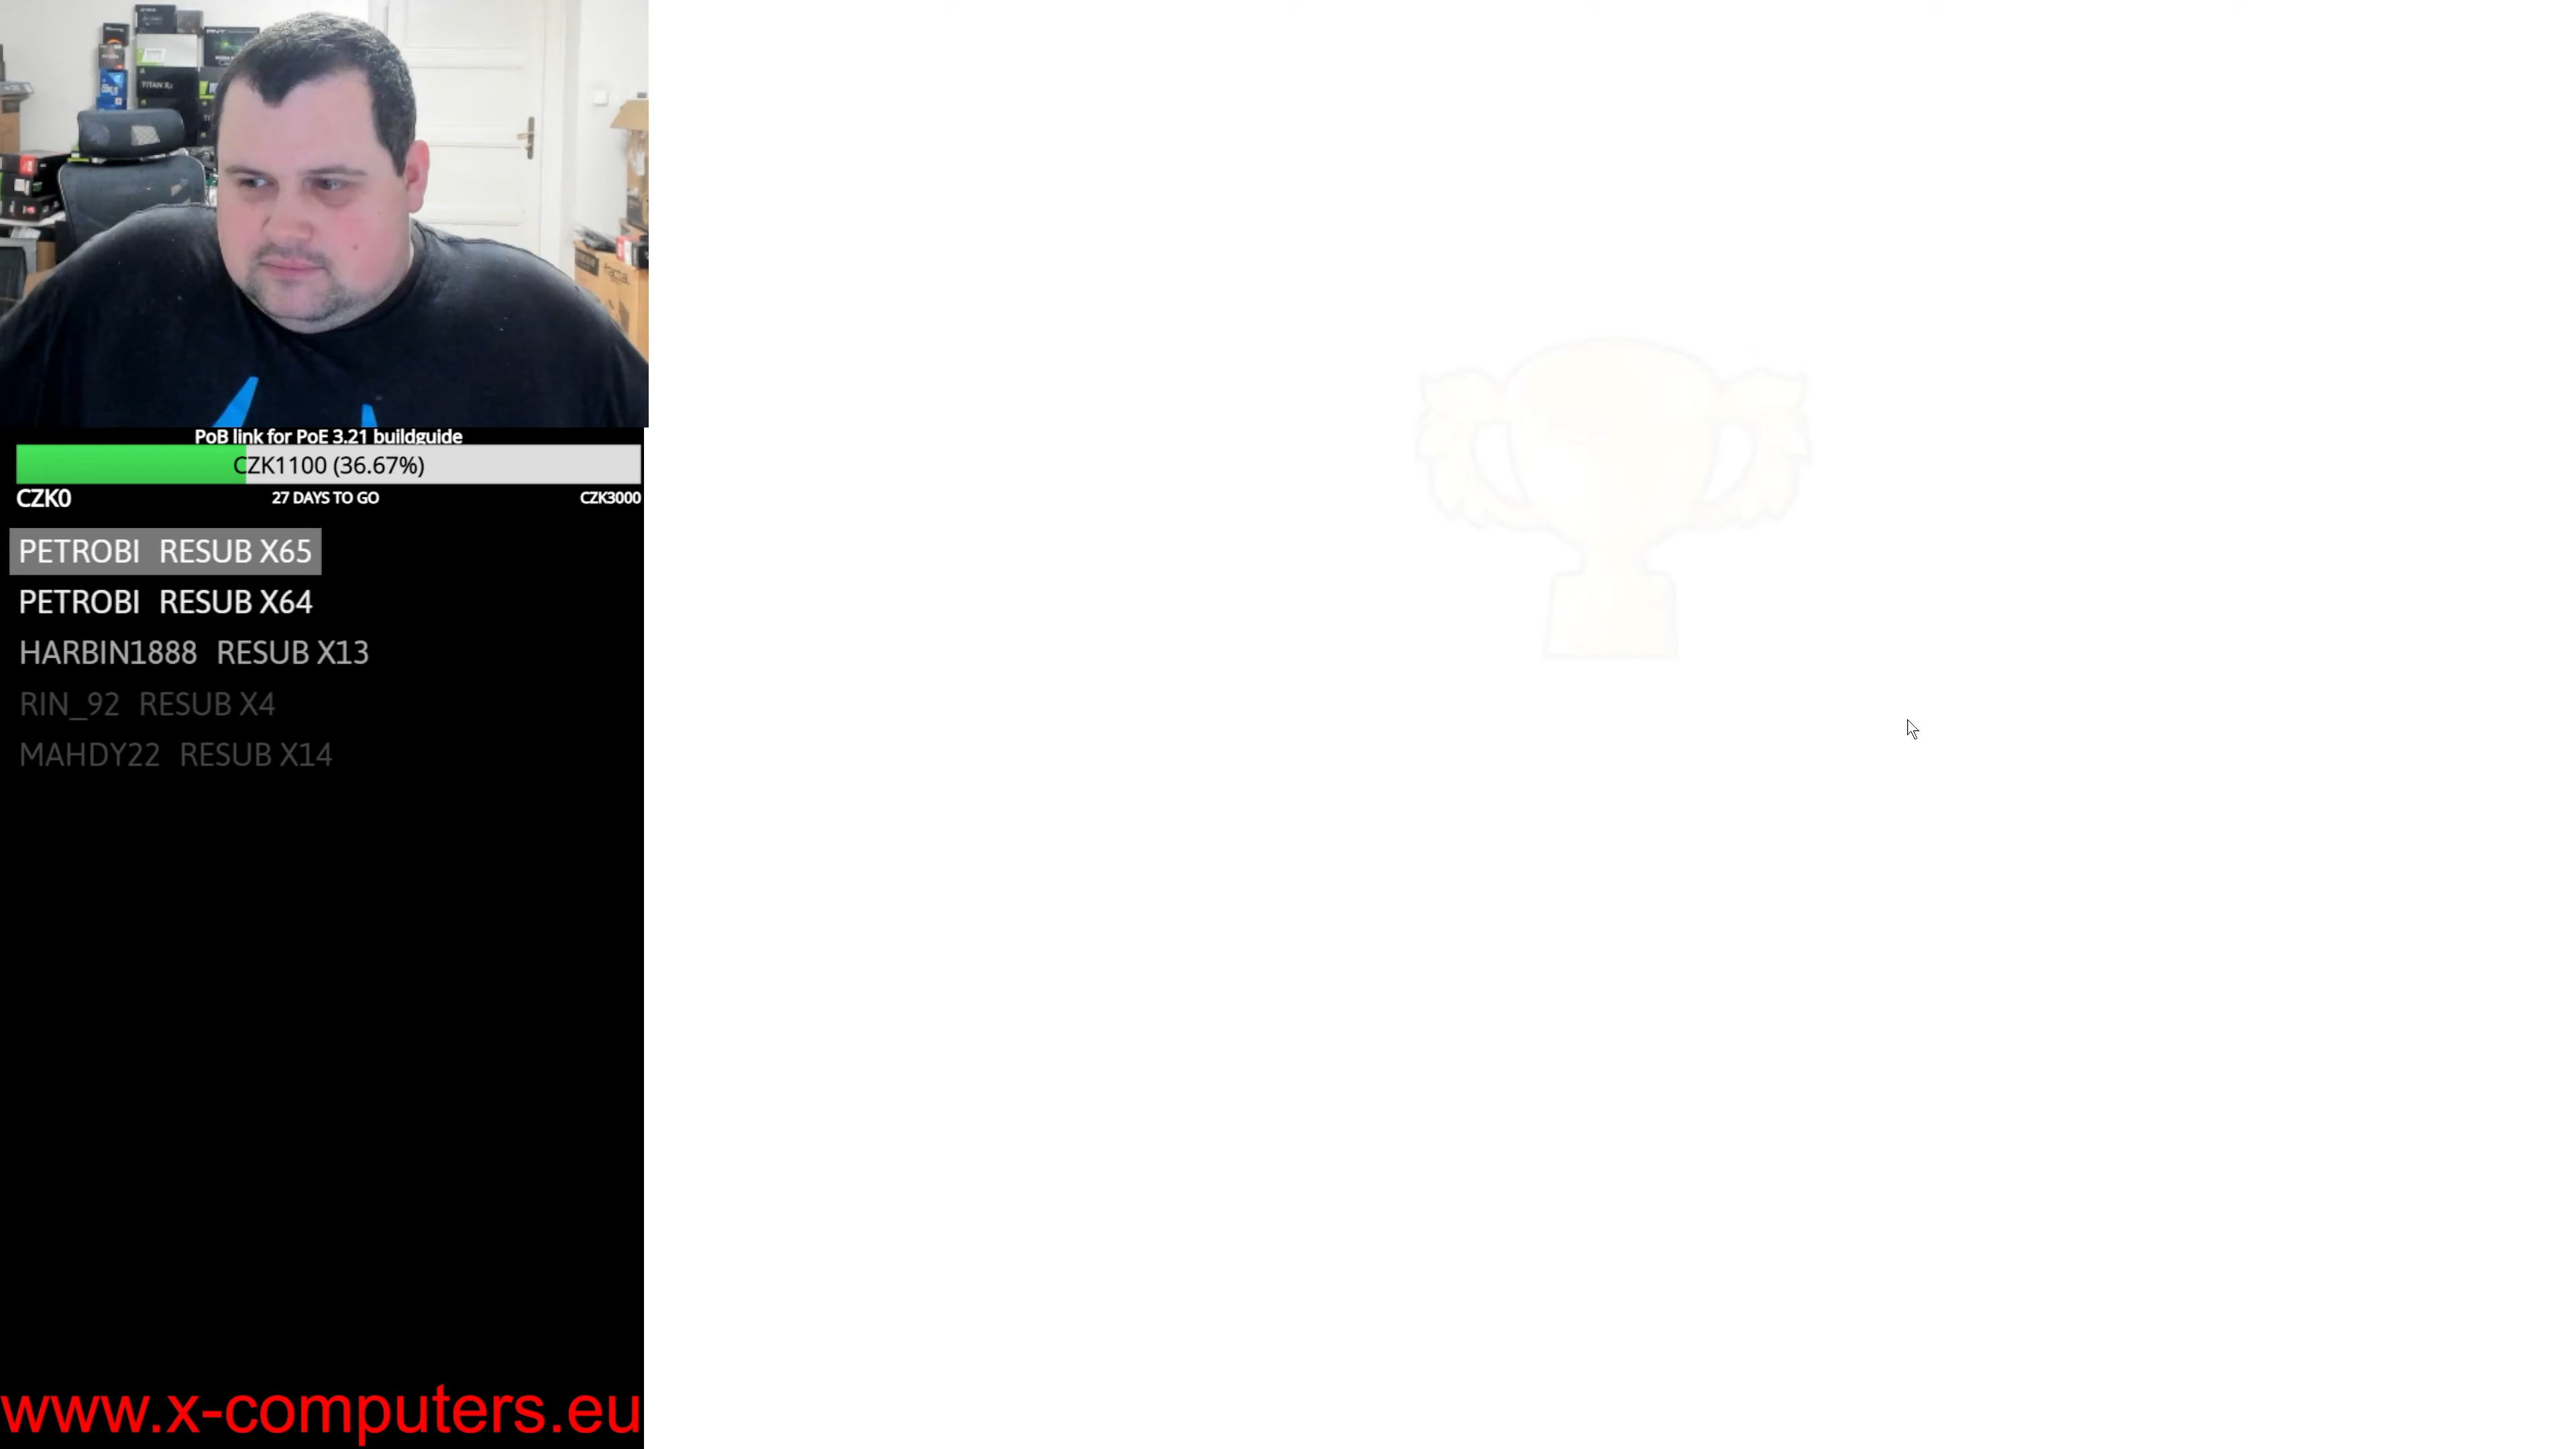 TITAN X
PoB link for PoE 3.21 buildguide
CZK1100 (36.67%)
CZK0 27 DAYS TO GO CZK3000
PETROBI RESUB X65
PETROBI RESUB X64
HARBIN1888 RESUB X13
RIN_92 RESUB X4
MAHDY22 RESUB X14
www.x-computers.eu